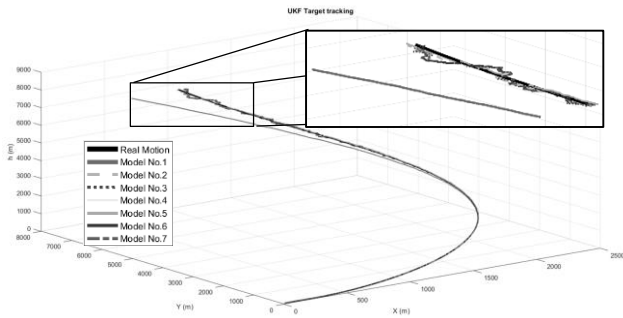 UKF Target tracking
9000
8000
7000
6000
5000
4000
3000
2000
1000
0
h (m)
Real Motion
Model No.1
Model No.2
Model No.3
Model No.4
Model No.5
Model No.6
Model No.7
8000
7000
6000
5000
4000
3000
2000
1000
0
Y (m)
0
500
1000
1500
2000
2500
X (m)